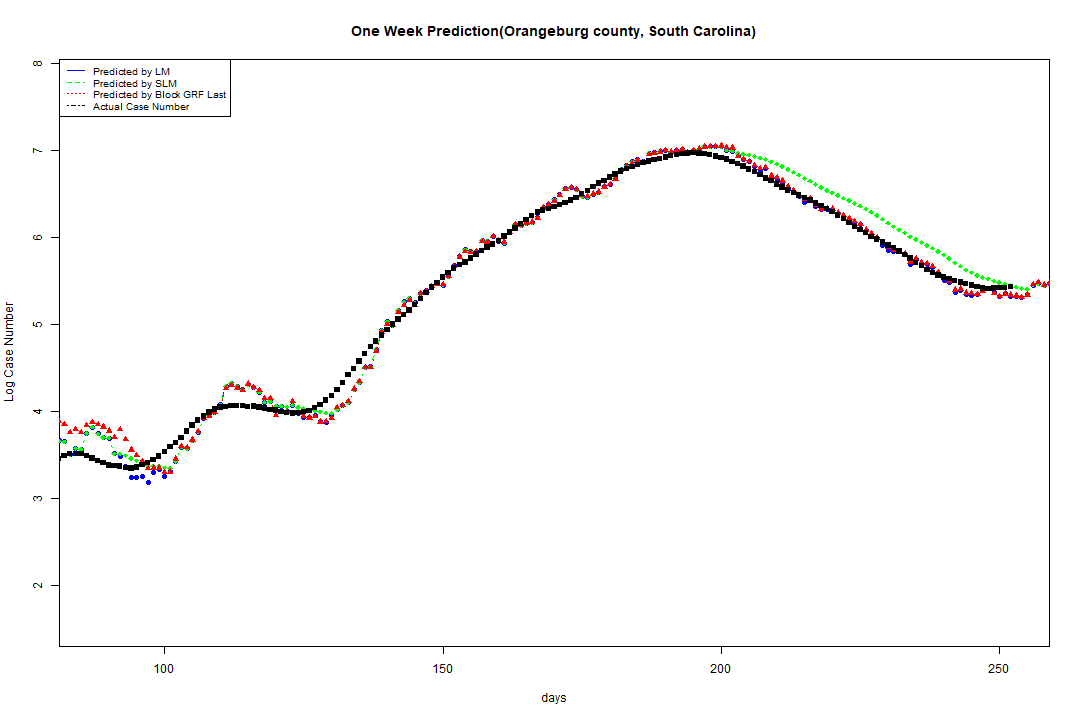 One Week Prediction(Orangeburg county, South Carolina)
Predicted by LM
Predicted by SLM
Predicted by Block GRF Last
Actual Case Number
8
7
6
5
4
3
2
Log Case Number
100 150 200 250
days